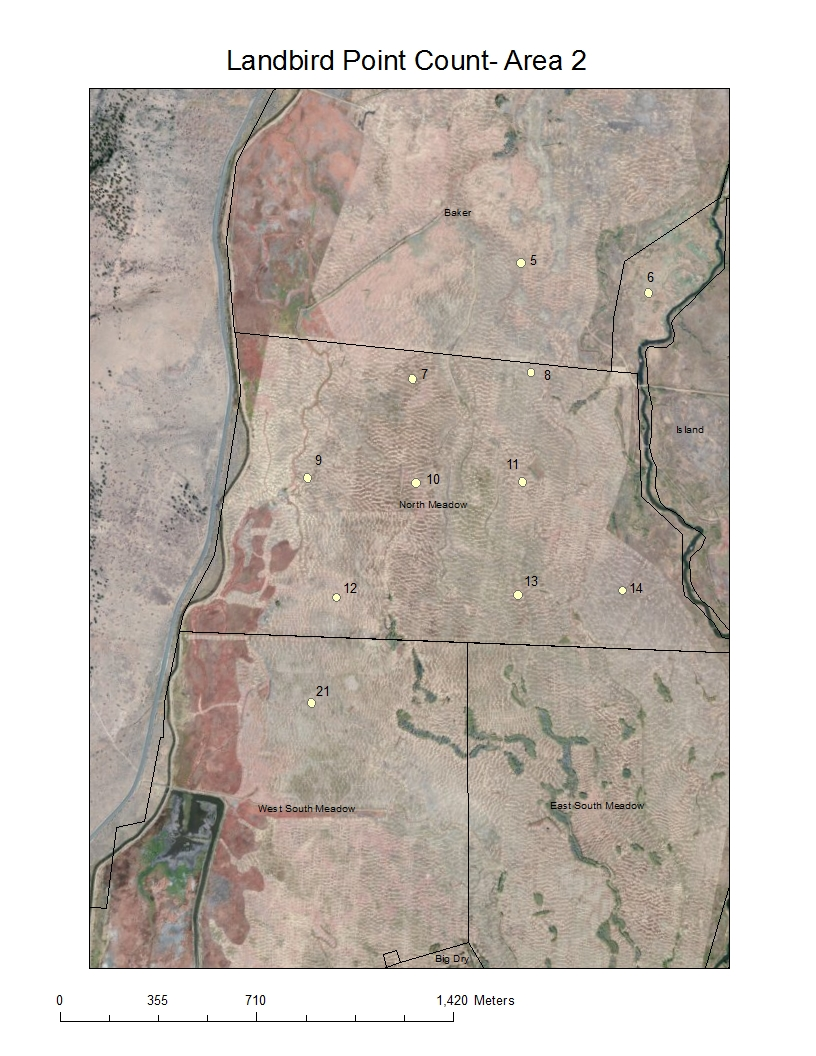 Landbird Point Count- Area 2
Baker
5
6
7
8
Island
9
10
11
North Meadow
12
13
14
21
West South Meadow
East South Meadow
Big Dry
0 355 710 1,420 Meters